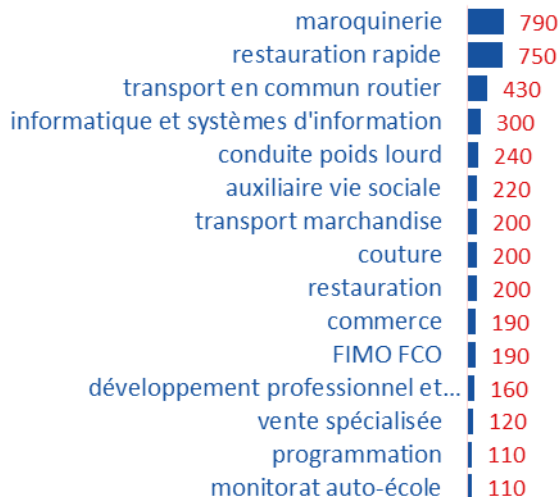 maroquinerie 790
restauration rapide 750
transport en commun routier 430
informatique et systèmes d'information 300
conduite poids lourd 240
auxiliaire vie sociale 220
transport marchandise 200
couture 200
restauration 200
commerce 190
FIMO FCO 190
développement professionnel et... 160
vente spécialisée 120
programmation 110
monitorat auto-école 110